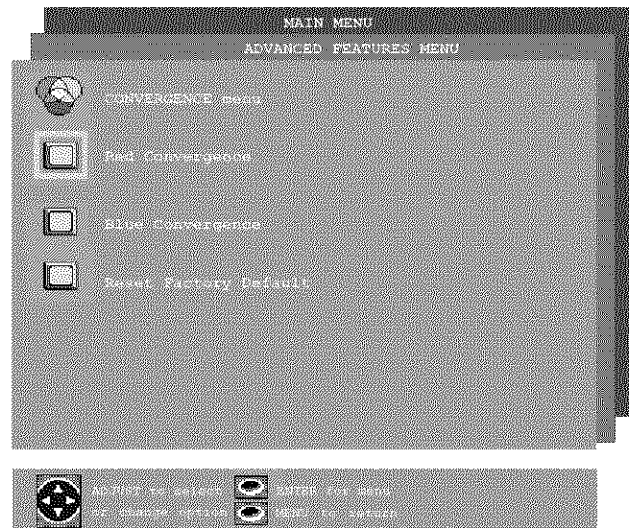 MAIN MENU
ADVANCED FEATURES MENU
CONVERGENCE menu
Red Convergence
Blue Convergence
Reset Factory Default
ADJUST to select ENTER for menu
or change option MENU to return